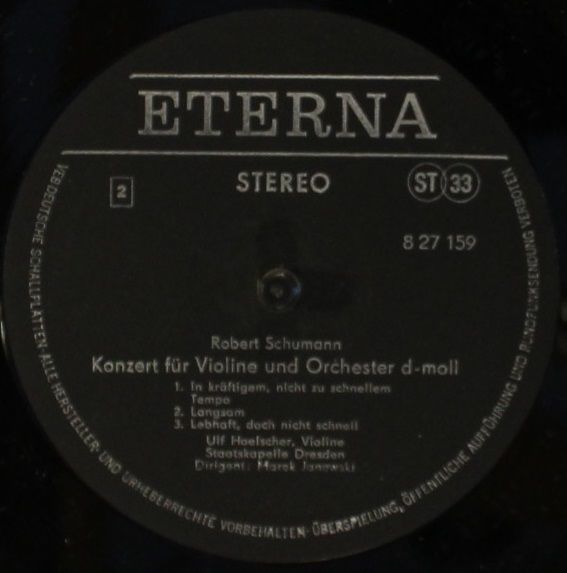 ETERNA
2
STEREO
ST 33
8 27 159
Robert Schumann
Konzert für Violine und Orchester d-moll
1. In kräftigem, nicht zu schnellem
Tempo
2. Langsam
3. Lebhaft, doch nicht schnell
Ulf Hoelscher, Violine
Staatskapelle Dresden
Dirigent: Marek Janowski
VEB DEUTSCHE SCHALLPLATTEN · ALLE HERSTELLER- UND URHEBERRECHTE VORBEHALTEN · ÜBERSPIELUNG, ÖFFENTLICHE AUFFÜHRUNG UND RUNDFUNKSENDUNG VERBOTEN